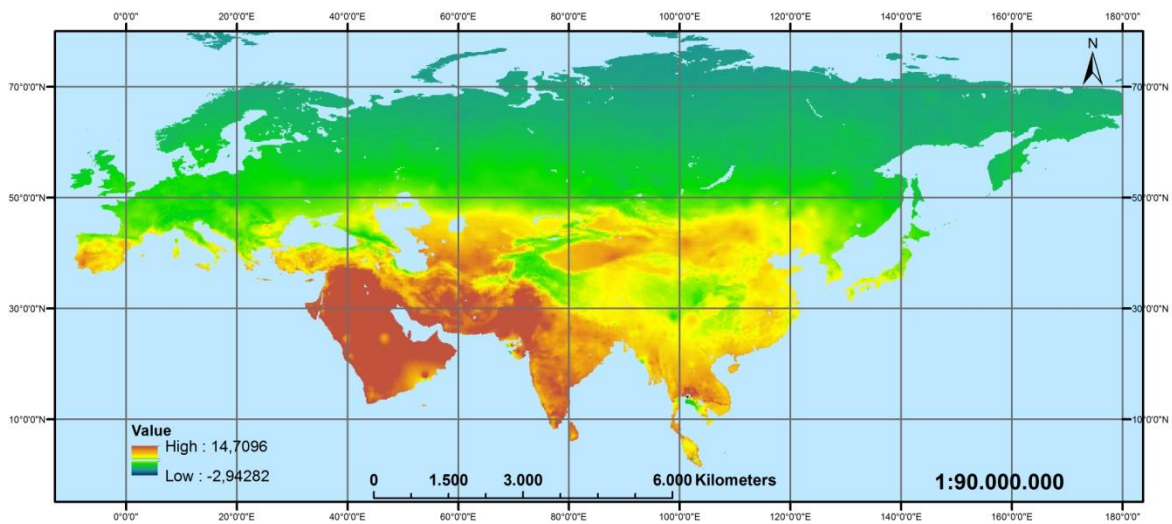 0°0'0" 20°0'0"E 40°0'0"E 60°0'0"E 80°0'0"E 100°0'0"E 120°0'0"E 140°0'0"E 160°0'0"E 180°0'0"
N
70°0'0"N 70°0'0"N
50°0'0"N 50°0'0"N
30°0'0"N 30°0'0"N
10°0'0"N 10°0'0"N
Value
High : 14,7096
Low : -2,94282
0 1.500 3.000 6.000 Kilometers
1:90.000.000
0°0'0" 20°0'0"E 40°0'0"E 60°0'0"E 80°0'0"E 100°0'0"E 120°0'0"E 140°0'0"E 160°0'0"E 180°0'0"